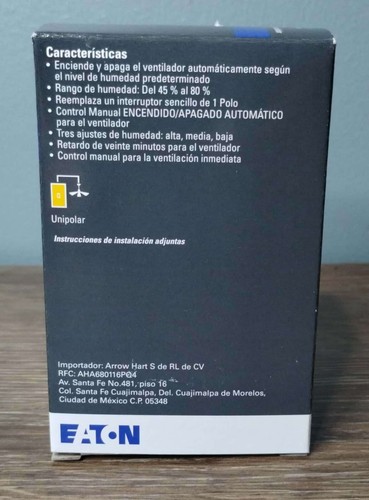 Características
• Enciende y apaga el ventilador automáticamente según
el nivel de humedad predeterminado
• Rango de humedad: Del 45 % al 80 %
• Reemplaza un interruptor sencillo de 1 Polo
• Control Manual ENCENDIDO/APAGADO AUTOMÁTICO
para el ventilador
• Tres ajustes de humedad: alta, media, baja
• Retardo de veinte minutos para el ventilador
• Control manual para la ventilación inmediata
Unipolar
Instrucciones de instalación adjuntas
Importador: Arrow Hart S de RL de CV
RFC: AHA680116PG4
Av. Santa Fe No.481, piso 16
Col. Santa Fe Cuajimalpa, Del. Cuajimalpa de Morelos,
Ciudad de México C.P. 05348
EATON